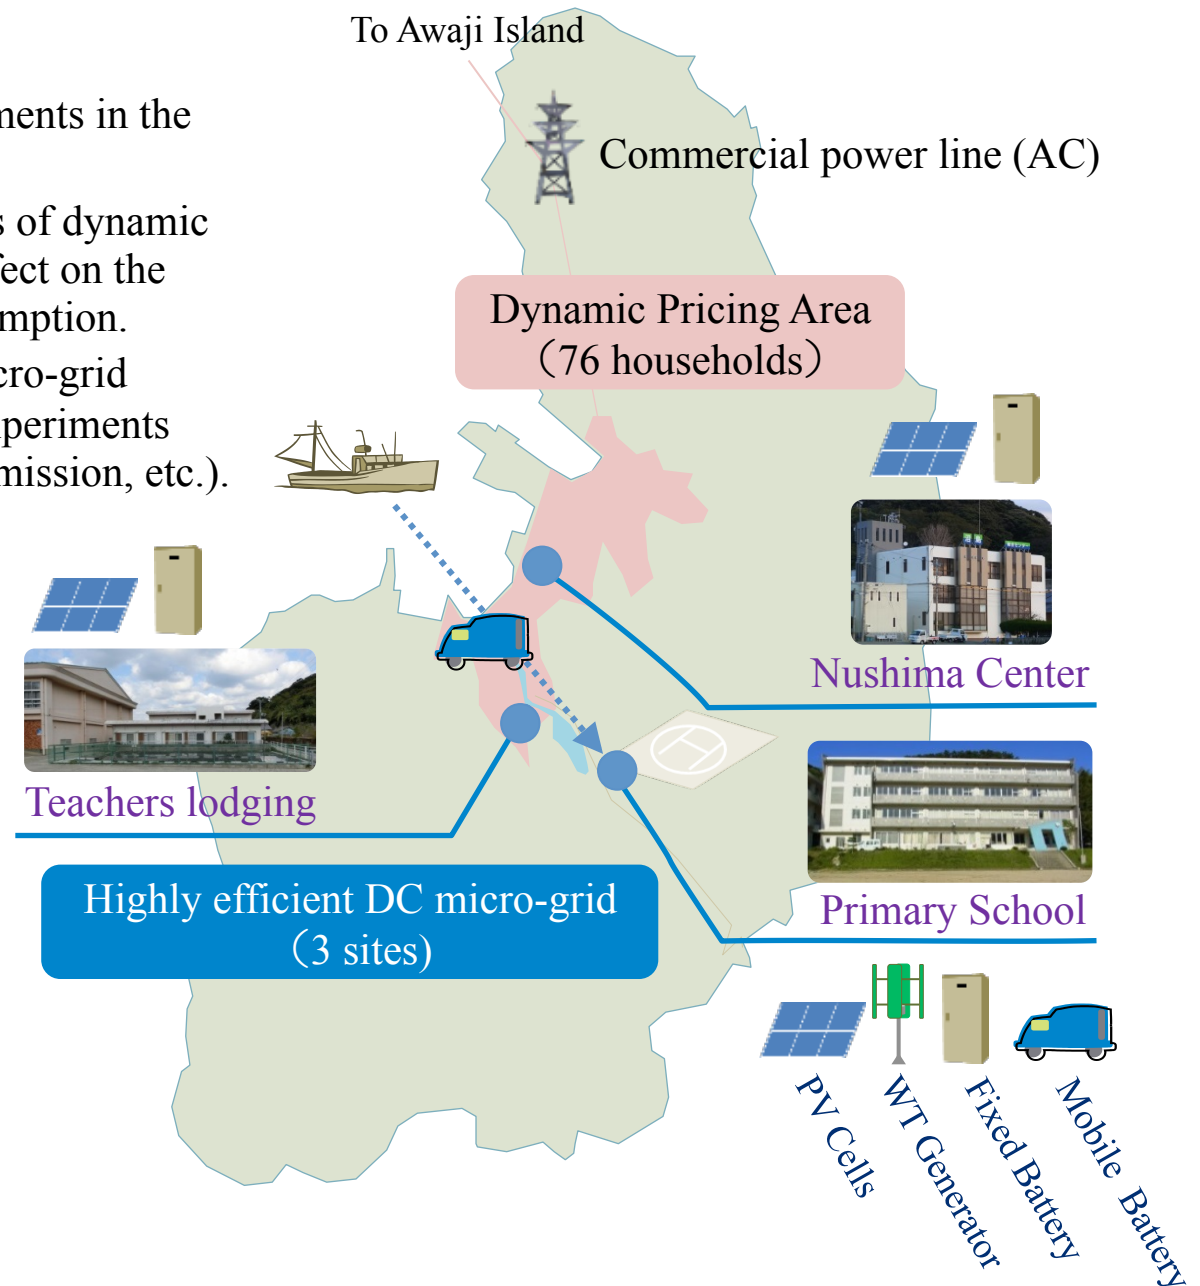 To Awaji Island
ments in the
Commercial power line (AC)
s of dynamic
fect on the
mption.
cro-grid
periments
mission, etc.).
Dynamic Pricing Area
（76 households）
Nushima Center
Teachers lodging
Highly efficient DC micro-grid
（3 sites)
Primary School
PV Cells
WT Generator
Fixed Battery
Mobile Battery